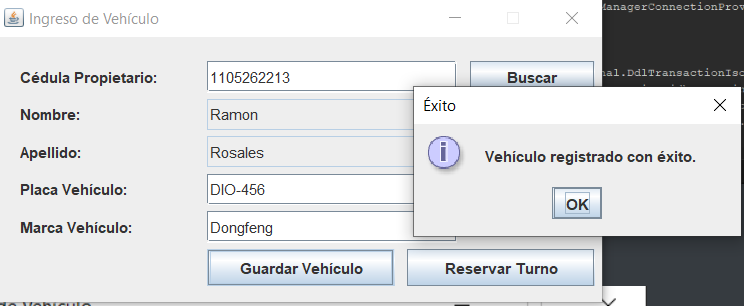 Ingreso de Vehículo
ManagerConnectionProv
Cédula Propietario: 1105262213 Buscar
nal.DdlTransactionIso
Nombre: Ramon
Apellido: Rosales
Placa Vehículo: DIO-456
Marca Vehículo: Dongfeng
Guardar Vehículo Reservar Turno
Éxito
Vehículo registrado con éxito.
OK